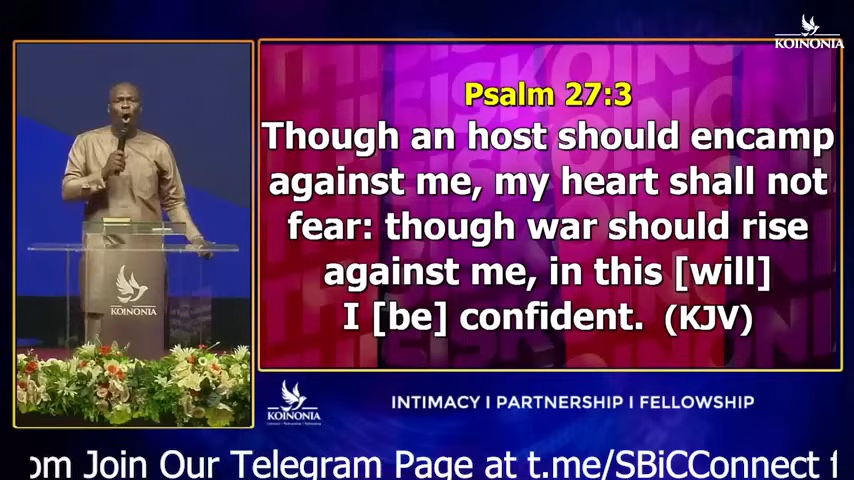 KOINONIA
Psalm 27:3
Though an host should encamp
against me, my heart shall not
fear: though war should rise
against me, in this [will]
I [be] confident. (KJV)
KOINONIA
KOINONIA
INTIMACY I PARTNERSHIP I FELLOWSHIP
Join Our Telegram Page at t.me/SBiCConnect